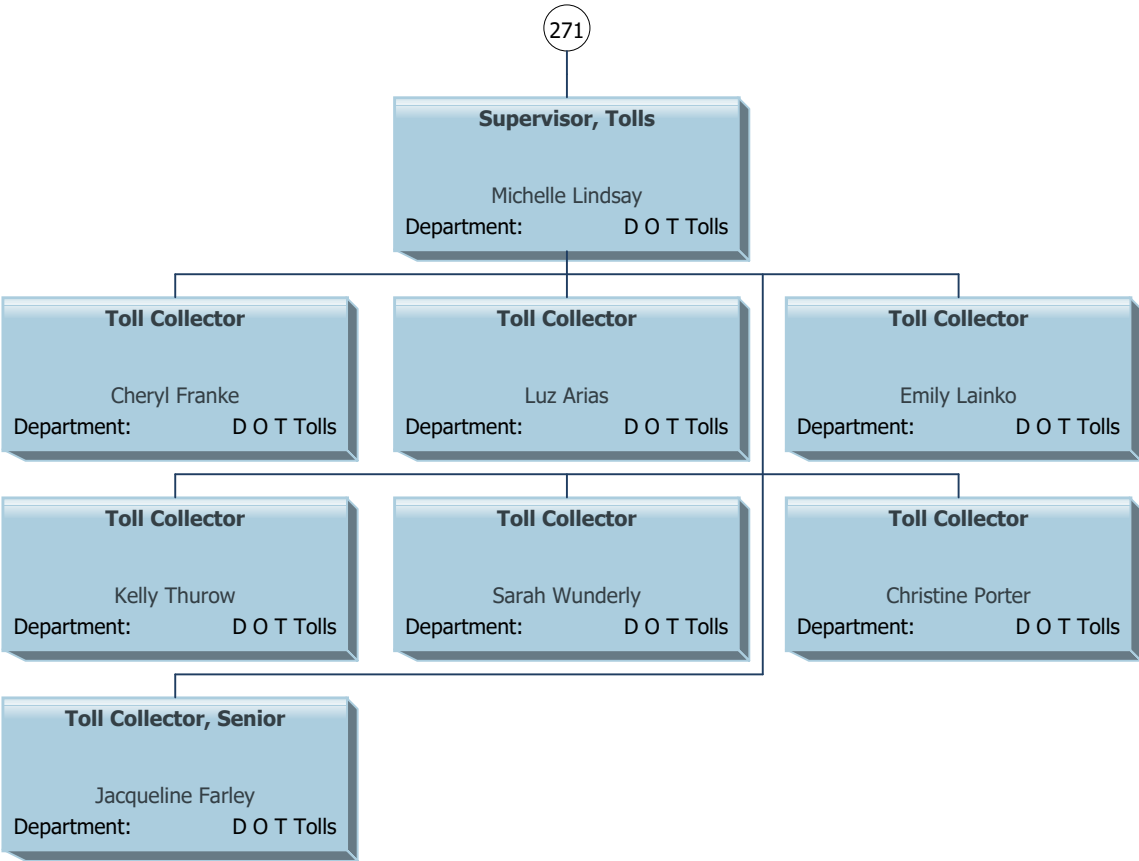 271
Supervisor, Tolls
Michelle Lindsay
Department: D O T Tolls
Toll Collector
Cheryl Franke
Department: D O T Tolls
Toll Collector
Luz Arias
Department: D O T Tolls
Toll Collector
Emily Lainko
Department: D O T Tolls
Toll Collector
Kelly Thurow
Department: D O T Tolls
Toll Collector
Sarah Wunderly
Department: D O T Tolls
Toll Collector
Christine Porter
Department: D O T Tolls
Toll Collector, Senior
Jacqueline Farley
Department: D O T Tolls